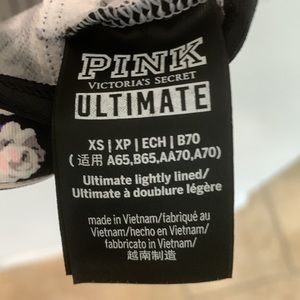 PINK
VICTORIA'S SECRET
ULTIMATE
XS | XP | ECH | B70
(适用 A65,B65,AA70,A70)
Ultimate lightly lined/
Ultimate à doublure légère
made in Vietnam/fabriqué au
Vietnam/hecho en Vietnam/
fabbricato in Vietnam/
越南制造